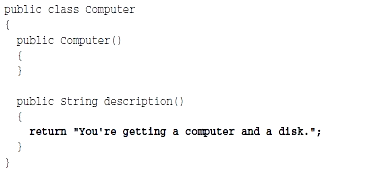 public class Computer
{
  public Computer()
  {
  }

  public String description()
  {
    return "You're getting a computer and a disk.";
  }
}